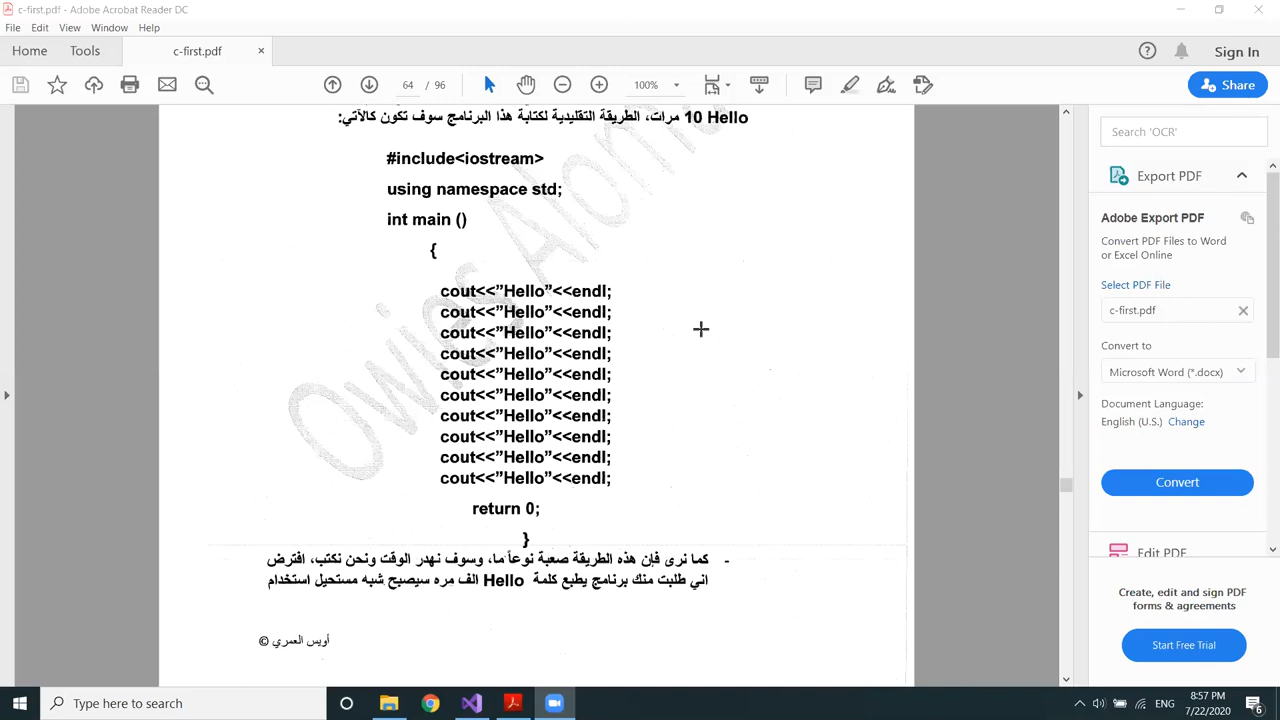 c-first.pdf - Adobe Acrobat Reader DC
File Edit View Window Help
Home Tools c-first.pdf × Sign In
64 / 96 100% Share
Hello 10 مرات، الطريقة التقليدية لكتابة هذا البرنامج سوف تكون كالآتي:
#include<iostream>
using namespace std;
int main ()
{
cout<<”Hello”<<endl;
cout<<”Hello”<<endl;
cout<<”Hello”<<endl;
cout<<”Hello”<<endl;
cout<<”Hello”<<endl;
cout<<”Hello”<<endl;
cout<<”Hello”<<endl;
cout<<”Hello”<<endl;
cout<<”Hello”<<endl;
cout<<”Hello”<<endl;
return 0;
}
- كما نرى فإن هذه الطريقة صعبة نوعاً ما، وسوف نهدر الوقت ونحن نكتب، افترض
اني طلبت منك برنامج يطبع كلمة Hello الف مره سيصبح شبه مستحيل استخدام
أويس العمري ©
Search 'OCR'
Export PDF
Adobe Export PDF
Convert PDF Files to Word
or Excel Online
Select PDF File
c-first.pdf
Convert to
Microsoft Word (*.docx)
Document Language:
English (U.S.) Change
Convert
Edit PDF
Create, edit and sign PDF
forms & agreements
Start Free Trial
Type here to search
ENG
8:57 PM
7/22/2020
6